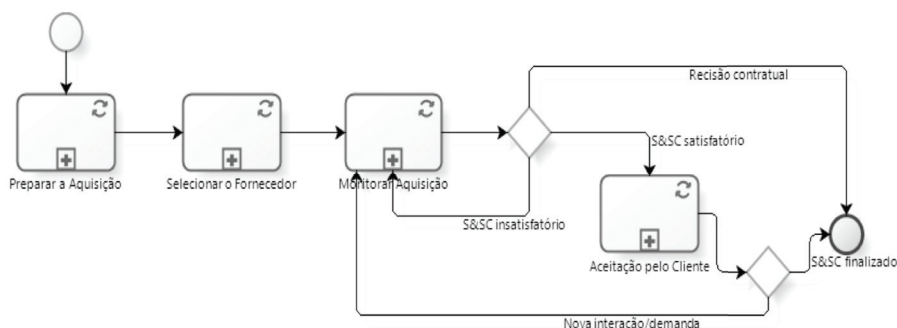 Recisão contratual
S&SC satisfatório
Preparar a Aquisição
Selecionar o Fornecedor
Monitorar Aquisição
S&SC insatisfatório
Aceitação pelo Cliente
S&SC finalizado
Nova interação/demanda